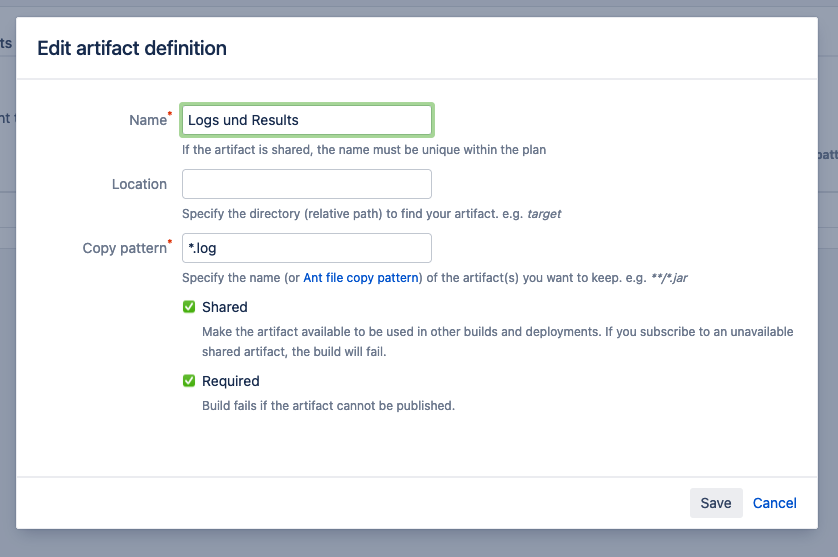 Edit artifact definition
Name*
Logs und Results
If the artifact is shared, the name must be unique within the plan
Location
Specify the directory (relative path) to find your artifact. e.g. target
Copy pattern*
*.log
Specify the name (or Ant file copy pattern) of the artifact(s) you want to keep. e.g. **/*.jar
Shared
Make the artifact available to be used in other builds and deployments. If you subscribe to an unavailable
shared artifact, the build will fail.
Required
Build fails if the artifact cannot be published.
Save Cancel